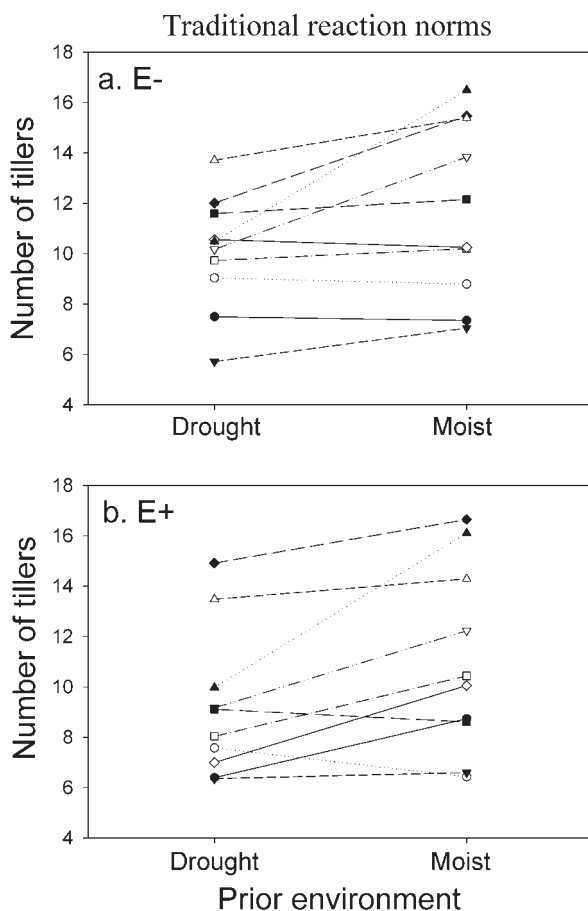 Traditional reaction norms
a. E-
Number of tillers
18
16
14
12
10
8
6
4
Drought Moist
b. E+
Number of tillers
18
16
14
12
10
8
6
4
Drought Moist
Prior environment